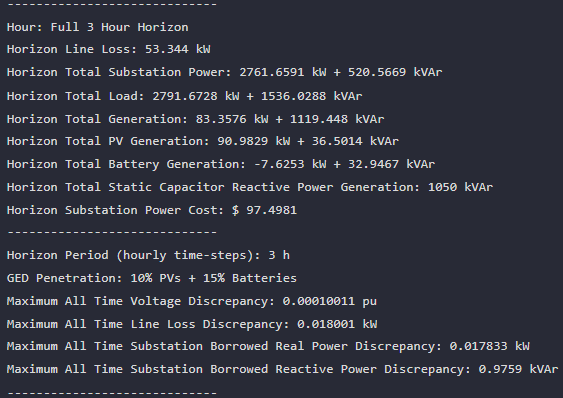 -----------------------------
Hour: Full 3 Hour Horizon
Horizon Line Loss: 53.344 kW
Horizon Total Substation Power: 2761.6591 kW + 520.5669 kVAr
Horizon Total Load: 2791.6728 kW + 1536.0288 kVAr
Horizon Total Generation: 83.3576 kW + 1119.448 kVAr
Horizon Total PV Generation: 90.9829 kW + 36.5014 kVAr
Horizon Total Battery Generation: -7.6253 kW + 32.9467 kVAr
Horizon Total Static Capacitor Reactive Power Generation: 1050 kVAr
Horizon Substation Power Cost: $ 97.4981
-----------------------------
Horizon Period (hourly time-steps): 3 h
GED Penetration: 10% PVs + 15% Batteries
Maximum All Time Voltage Discrepancy: 0.00010011 pu
Maximum All Time Line Loss Discrepancy: 0.018001 kW
Maximum All Time Substation Borrowed Real Power Discrepancy: 0.017833 kW
Maximum All Time Substation Borrowed Reactive Power Discrepancy: 0.9759 kVAr
-----------------------------